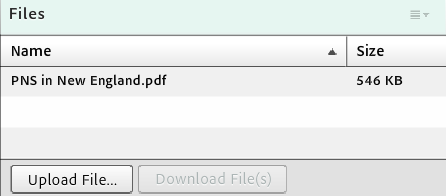 Files
Name Size
PNS in New England.pdf 546 KB
Upload File... Download File(s)